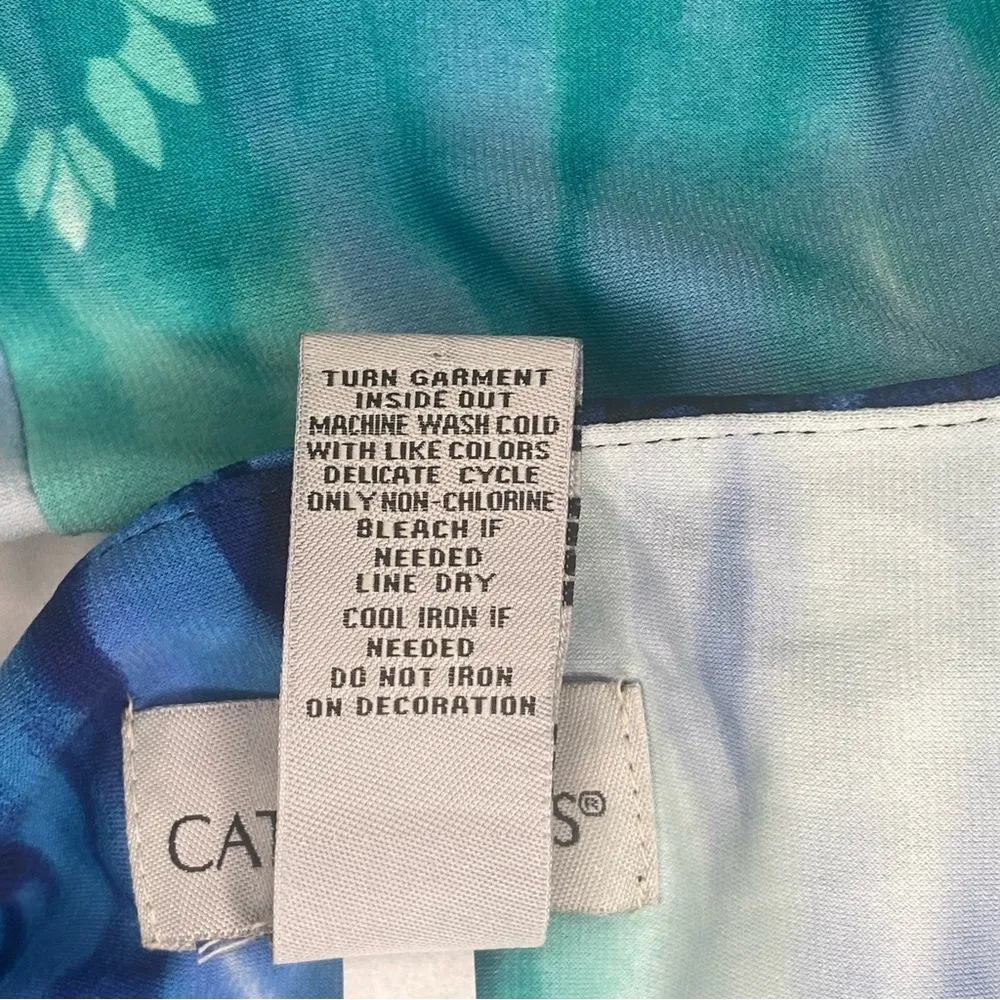 TURN GARMENT
INSIDE OUT
MACHINE WASH COLD
WITH LIKE COLORS
DELICATE CYCLE
ONLY NON-CHLORINE
BLEACH IF
NEEDED
LINE DRY
COOL IRON IF
NEEDED
DO NOT IRON
ON DECORATION
CAT S®